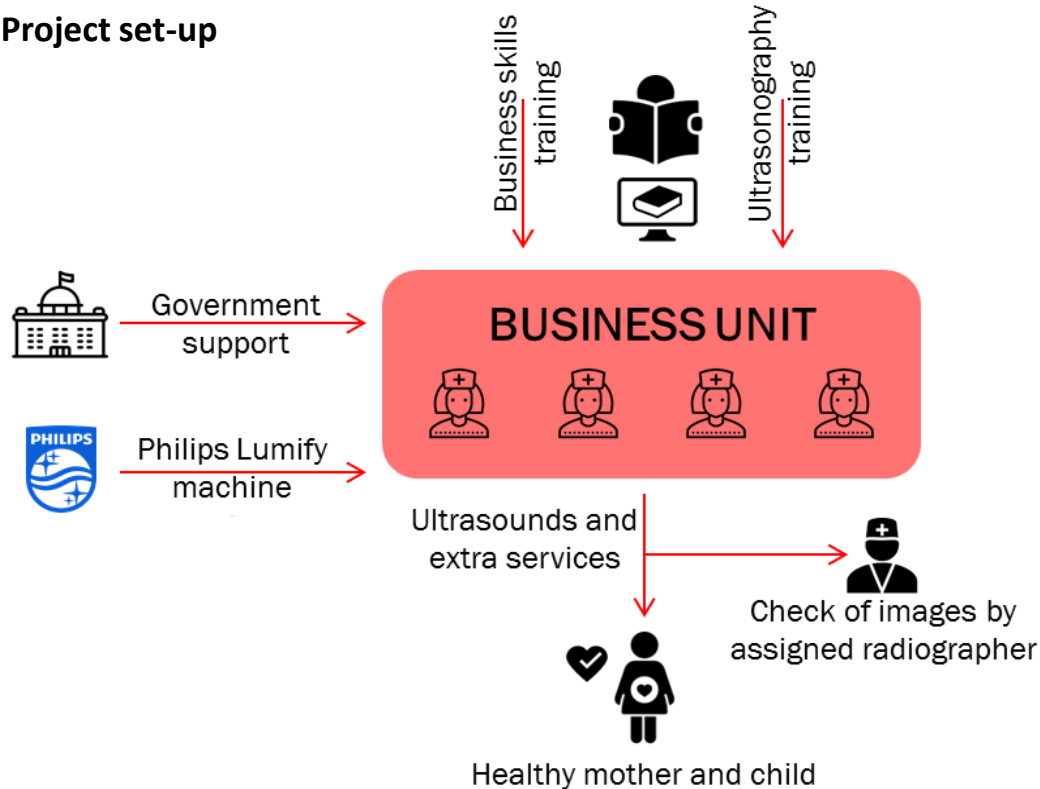 Project set-up
Business skills
training
Ultrasonography
training
Government
support
BUSINESS UNIT
PHILIPS
Philips Lumify
machine
Ultrasounds and
extra services
Check of images by
assigned radiographer
Healthy mother and child